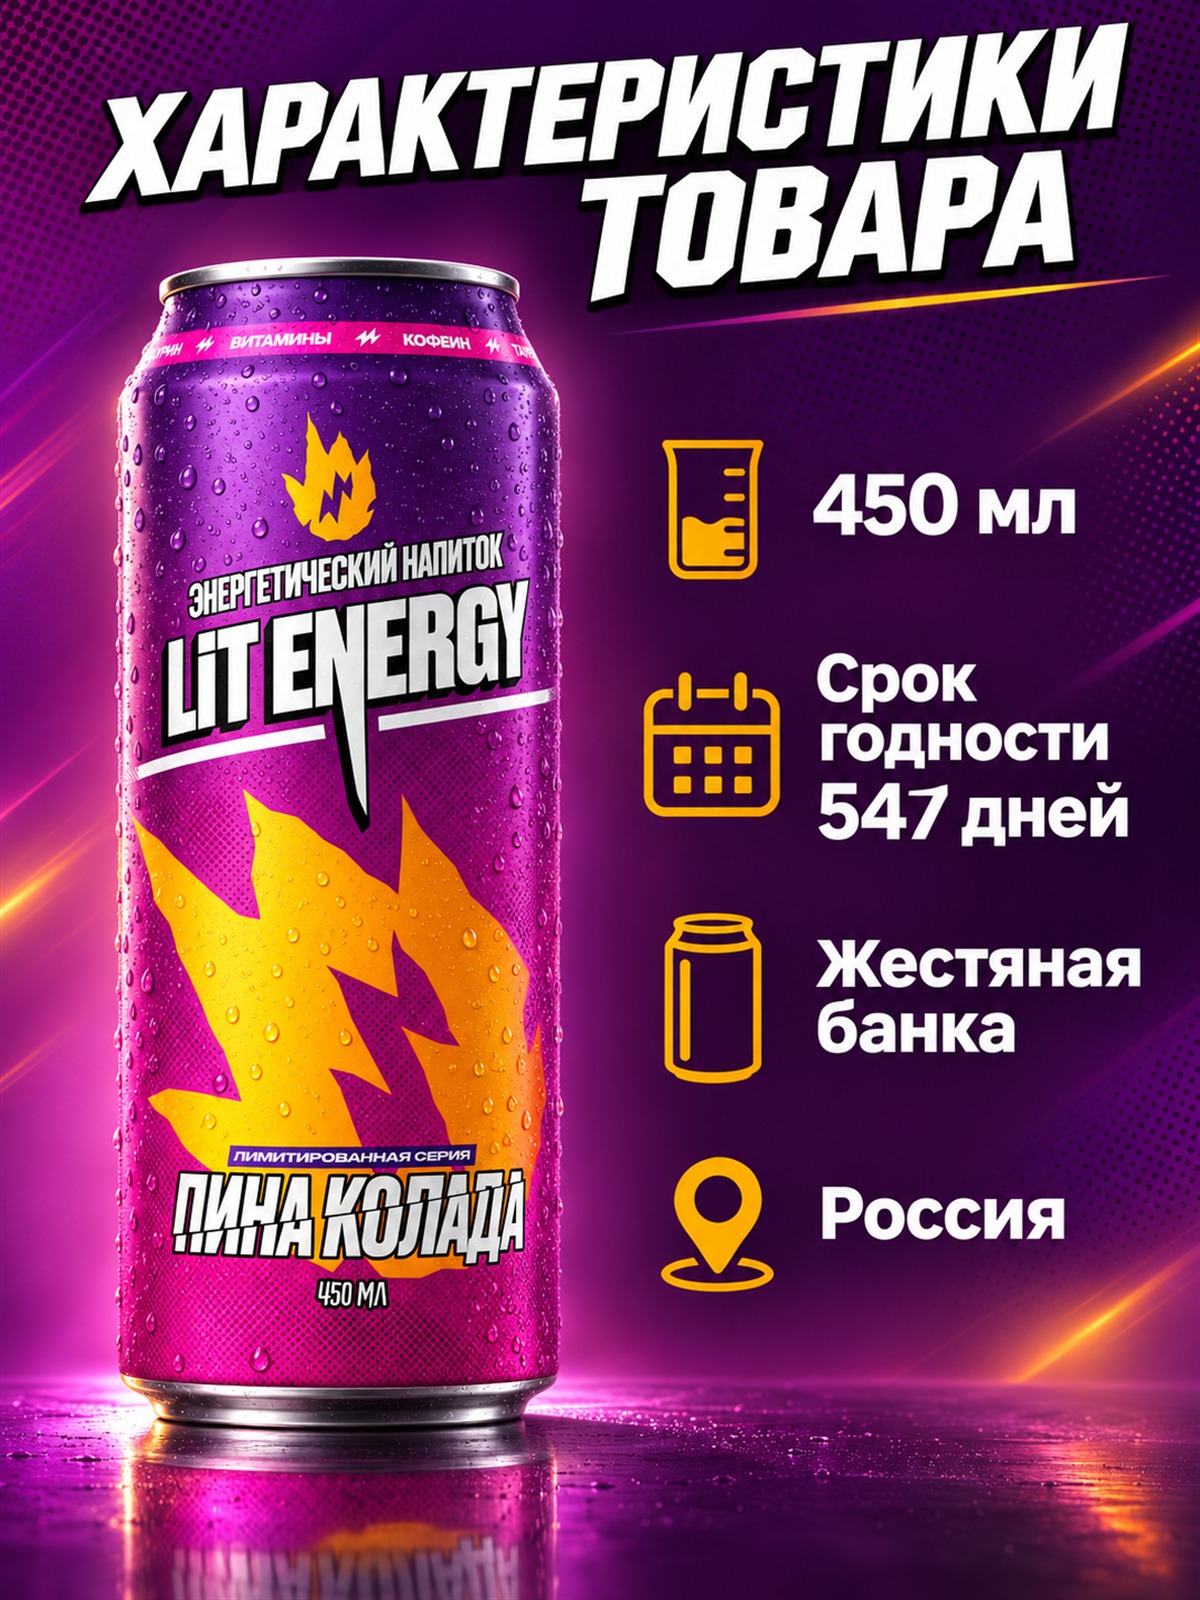 ХАРАКТЕРИСТИКИ
ТОВАРА
ВИТАМИНЫ КОФЕИН
ЭНЕРГЕТИЧЕСКИЙ НАПИТОК
LiT ENERGY
ЛИМИТИРОВАННАЯ СЕРИЯ
ПИНА КОЛАДА
450 МЛ
450 мл
Срок
годности
547 дней
Жестяная
банка
Россия